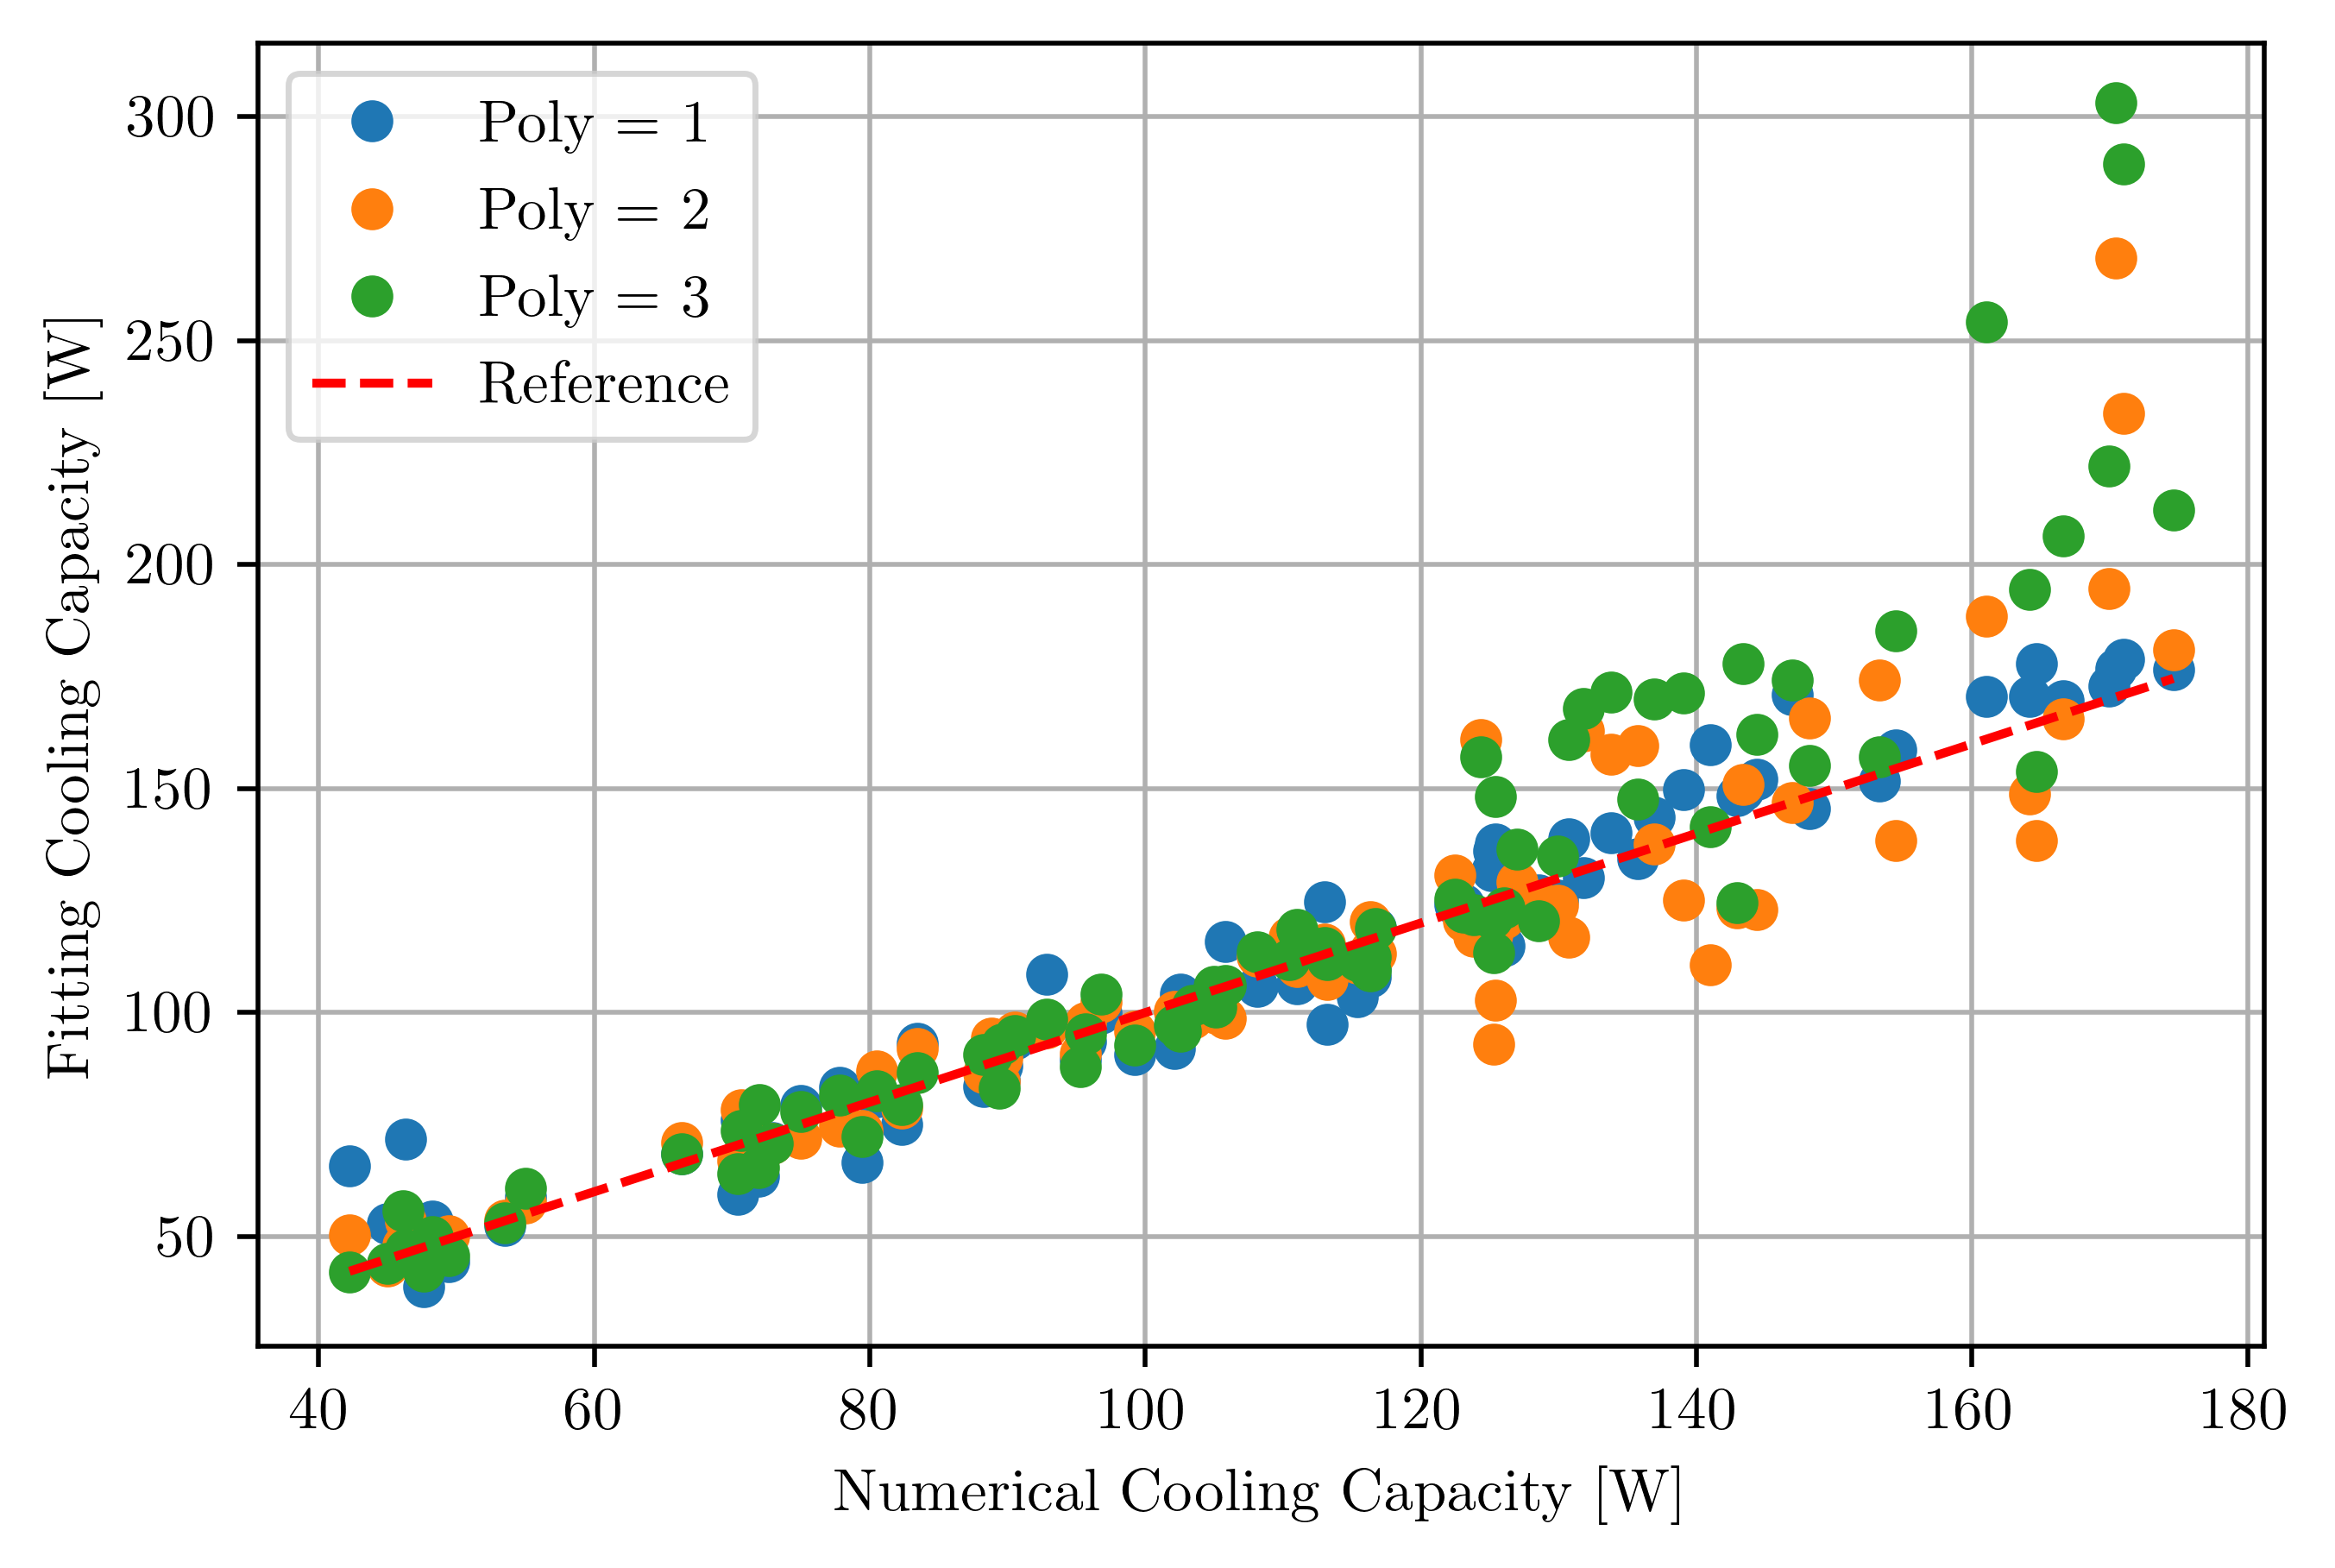 Poly = 1
Poly = 2
Poly = 3
Reference
300
250
200
150
100
50
Fitting Cooling Capacity [W]
40 60 80 100 120 140 160 180
Numerical Cooling Capacity [W]